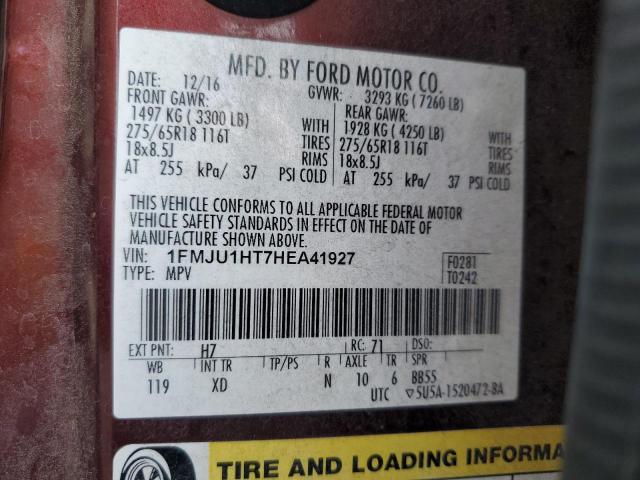 MFD. BY FORD MOTOR CO.
DATE: 12/16 GVWR: 3293 KG ( 7260 LB)
FRONT GAWR: REAR GAWR:
1497 KG ( 3300 LB) WITH 1928 KG ( 4250 LB) WITH
275/65R18 116T TIRES 275/65R18 116T TIRES
18x8.5J RIMS 18x8.5J RIMS
AT 255 kPa/ 37 PSI COLD AT 255 kPa/ 37 PSI COLD
THIS VEHICLE CONFORMS TO ALL APPLICABLE FEDERAL MOTOR
VEHICLE SAFETY STANDARDS IN EFFECT ON THE DATE OF
MANUFACTURE SHOWN ABOVE.
VIN: 1FMJU1HT7HEA41927 F0281
TYPE: MPV T0242
EXT PNT: H7 RC: 71 DSO:
WB INT TR TP/PS R AXLE TR SPR
119 XD N 10 6 BB55
UTC ▽5U5A-1520472-BA
TIRE AND LOADING INFORMA